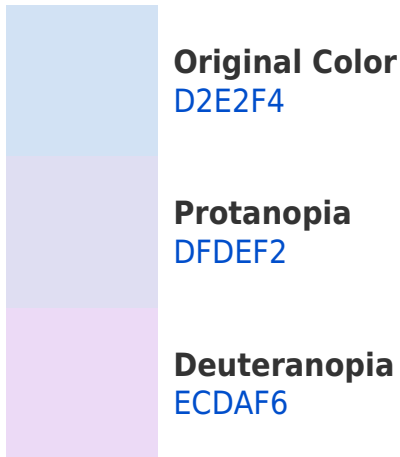 Original Color
D2E2F4
Protanopia
DFDEF2
Deuteranopia
ECDAF6